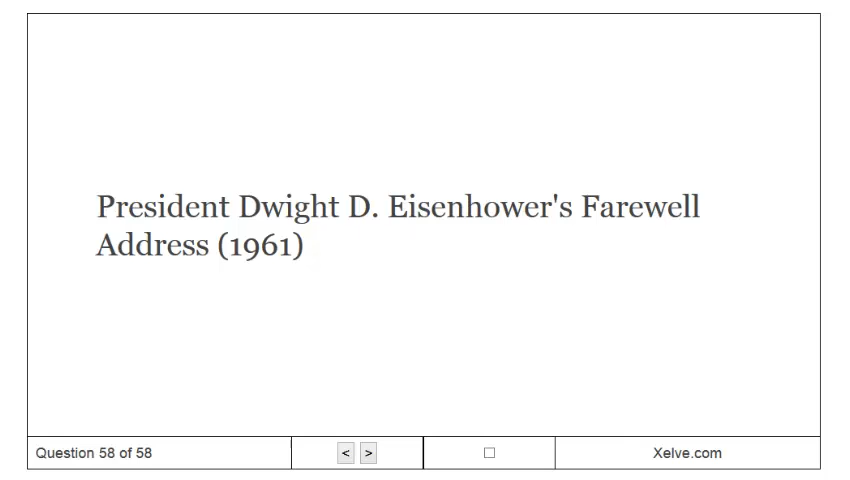 President Dwight D. Eisenhower's Farewell
Address (1961)
Question 58 of 58
<
>
Xelve.com